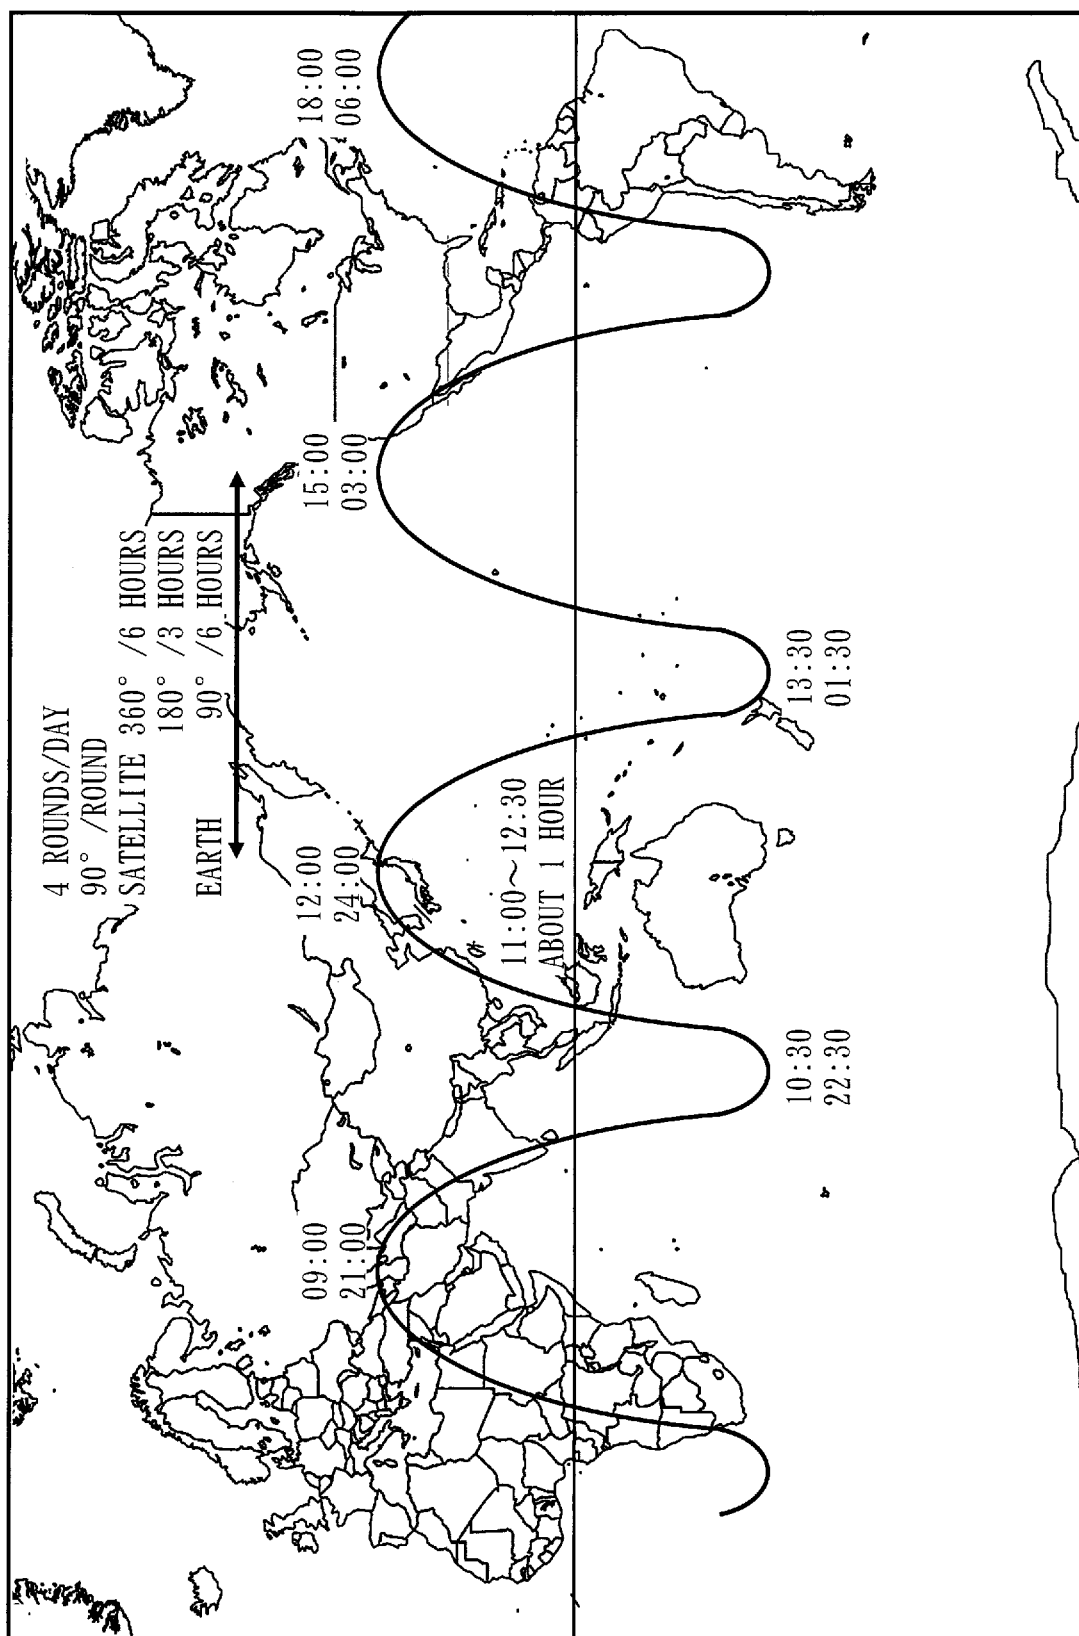 4 ROUNDS/DAY
90° /ROUND
SATELLITE 360° /6 HOURS
180° /3 HOURS
EARTH 90° /6 HOURS
09:00
21:00
12:00
24:00
15:00
03:00
18:00
06:00
11:00~12:30
ABOUT 1 HOUR
10:30
22:30
13:30
01:30